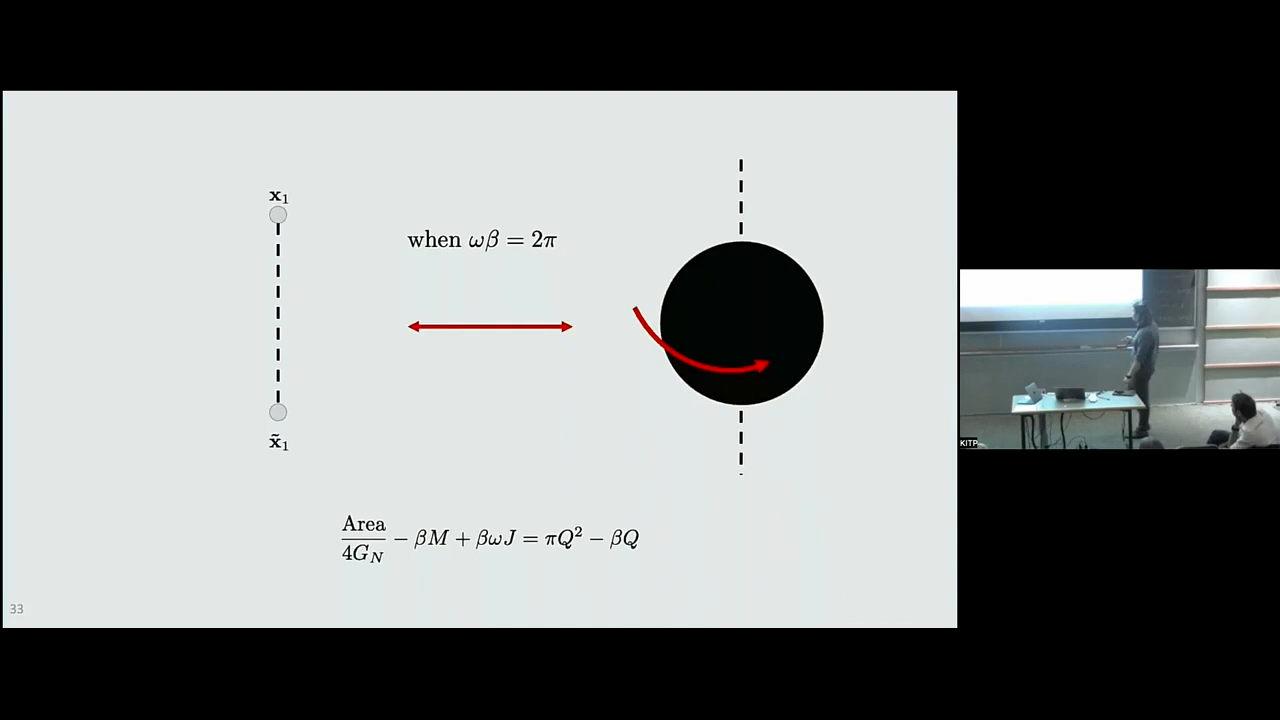 x₁
when ωβ = 2π
x̃₁
Area/4G_N − βM + βωJ = πQ² − βQ
33
KITP